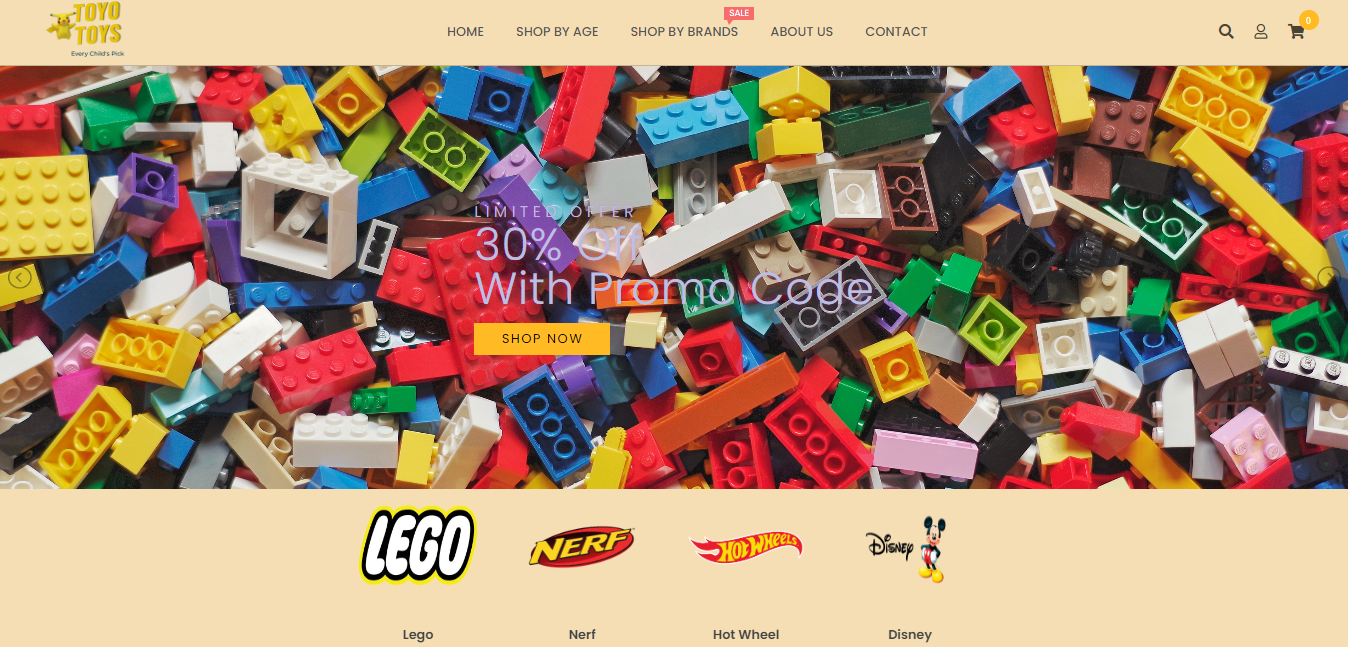 TOYO
TOYS
Every Child's Pick
HOME
SHOP BY AGE
SHOP BY BRANDS
SALE
ABOUT US
CONTACT
0
LIMITED OFFER
30% Off
With Promo Code
SHOP NOW
LEGO
NERF
HOT WHEELS
DISNEY
Lego
Nerf
Hot Wheel
Disney